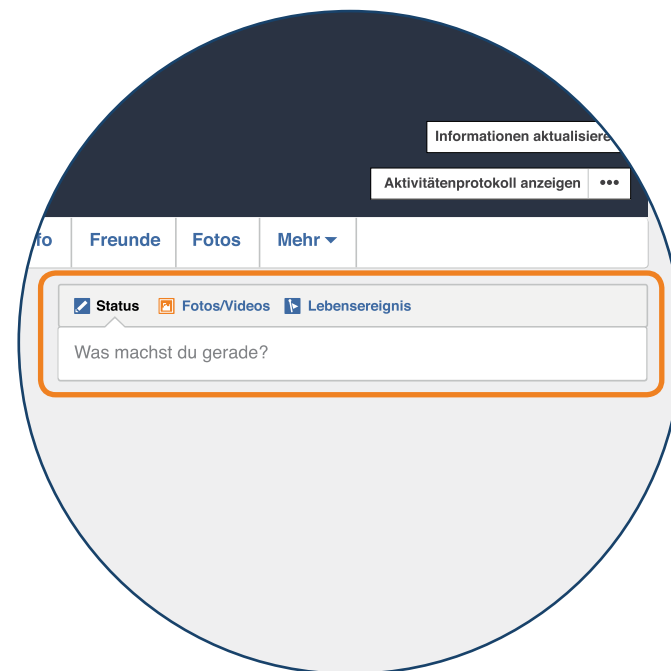 Informationen aktualisiere
Aktivitätenprotokoll anzeigen •••
fo Freunde Fotos Mehr
Status Fotos/Videos Lebensereignis
Was machst du gerade?